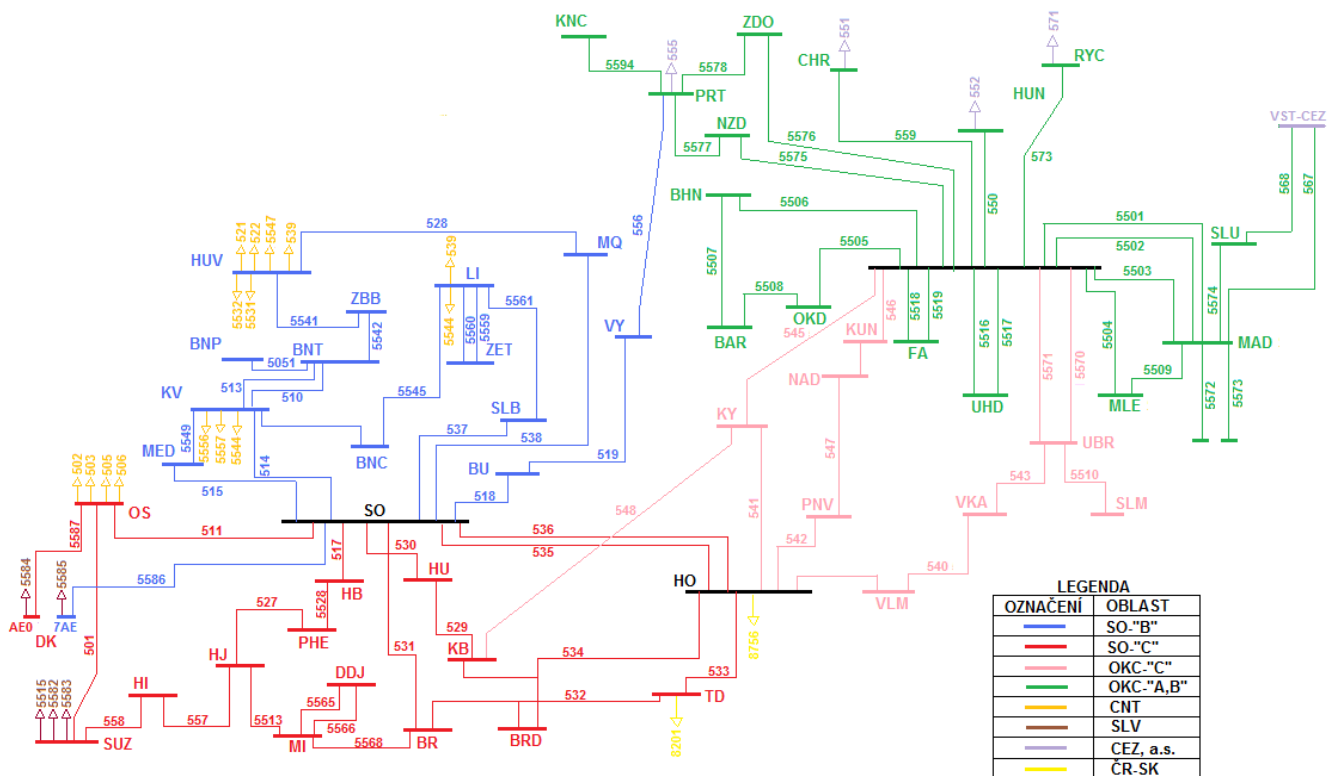 KNC
ZDO
551
571
CHR
RYC
5594
555
5578
PRT
552
HUN
NZD
VST-CEZ
5577
5576
5575
559
573
568
567
550
BHN
5506
5501
556
5502
521
522
5547
539
528
539
MQ
5507
5505
SLU
HUV
LI
5503
5532
5531
5561
5508
546
5518
5519
5574
ZBB
5544
5560
5559
OKD
5516
5517
5504
5541
5542
VY
545
KUN
BNP
BNT
ZET
BAR
FA
MAD
5051
NAD
5571
5570
5509
5572
5573
KV
513
510
5545
UHD
MLE
SLB
KY
5549
5556
5557
5544
537
UBR
MED
514
BNC
538
519
547
502
503
505
506
BU
541
543
5510
515
518
548
PNV
VKA
SLM
OS
SO
5587
511
536
542
517
530
535
5584
5585
5586
HU
HO
540
HB
VLM
LEGENDA
AE0
7AE
DK
527
5528
OZNAČENÍ OBLAST
SO-"B"
501
PHE
531
529
8756
SO-"C"
HJ
KB
534
OKC-"C"
DDJ
533
OKC-"A,B"
5515
5582
5583
HI
5565
532
TD
CNT
558
557
5513
5566
SLV
SUZ
MI
5568
BR
BRD
8201
CEZ, a.s.
ČR-SK